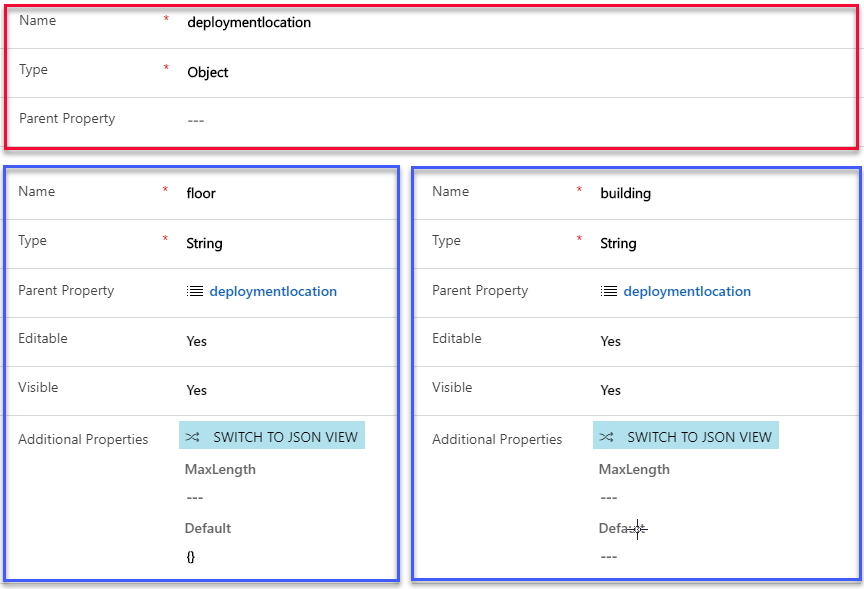 Name * deploymentlocation
Type * Object
Parent Property ---
Name * floor
Type * String
Parent Property deploymentlocation
Editable Yes
Visible Yes
Additional Properties SWITCH TO JSON VIEW
MaxLength
---
Default
{}
Name * building
Type * String
Parent Property deploymentlocation
Editable Yes
Visible Yes
Additional Properties SWITCH TO JSON VIEW
MaxLength
---
Default
---